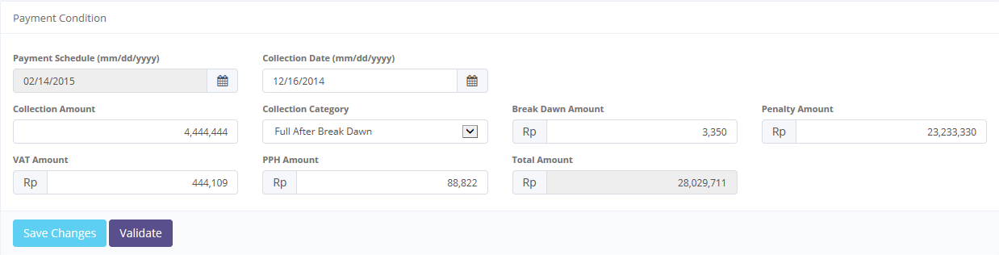 Payment Condition
Payment Schedule (mm/dd/yyyy) Collection Date (mm/dd/yyyy)
02/14/2015 12/16/2014
Collection Amount Collection Category Break Dawn Amount Penalty Amount
4,444,444 Full After Break Dawn Rp 3,350 Rp 23,233,330
VAT Amount PPH Amount Total Amount
Rp 444,109 Rp 88,822 Rp 28,029,711
Save Changes Validate